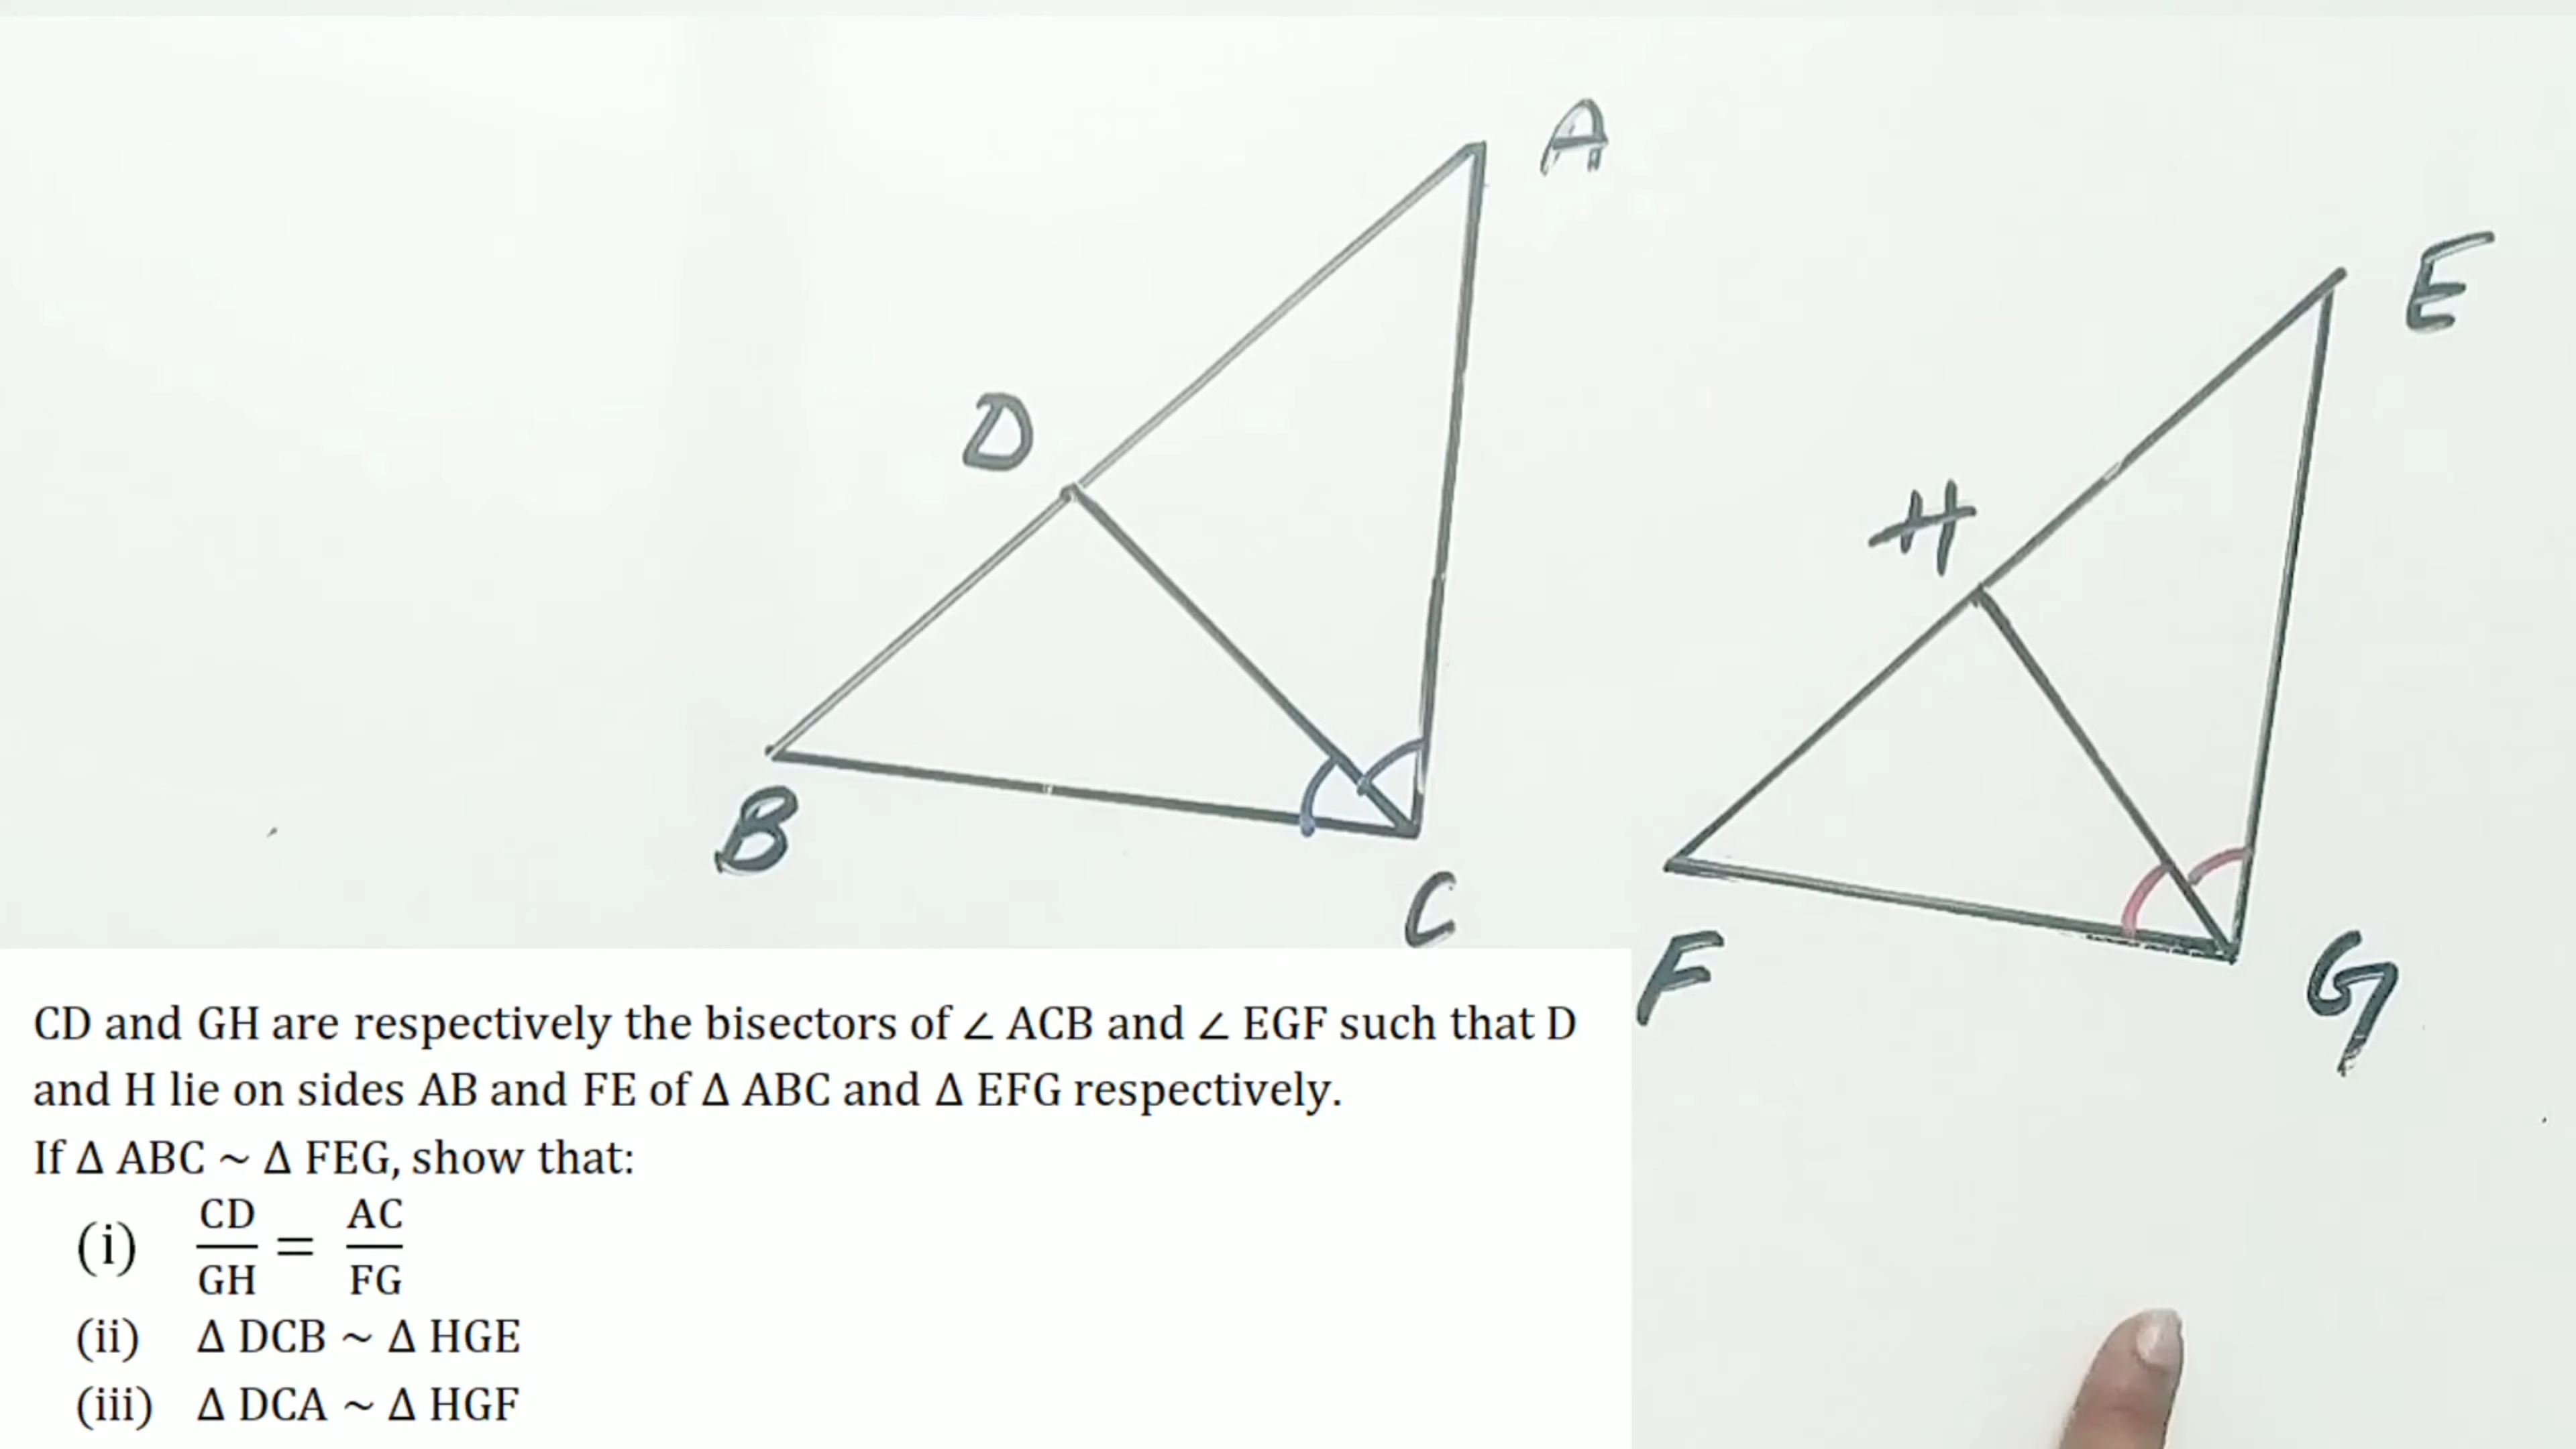 A
E
D
H
B
C
F
G
CD and GH are respectively the bisectors of ∠ ACB and ∠ EGF such that D
and H lie on sides AB and FE of Δ ABC and Δ EFG respectively.
If Δ ABC ~ Δ FEG, show that:
(i) CD/GH = AC/FG
(ii) Δ DCB ~ Δ HGE
(iii) Δ DCA ~ Δ HGF